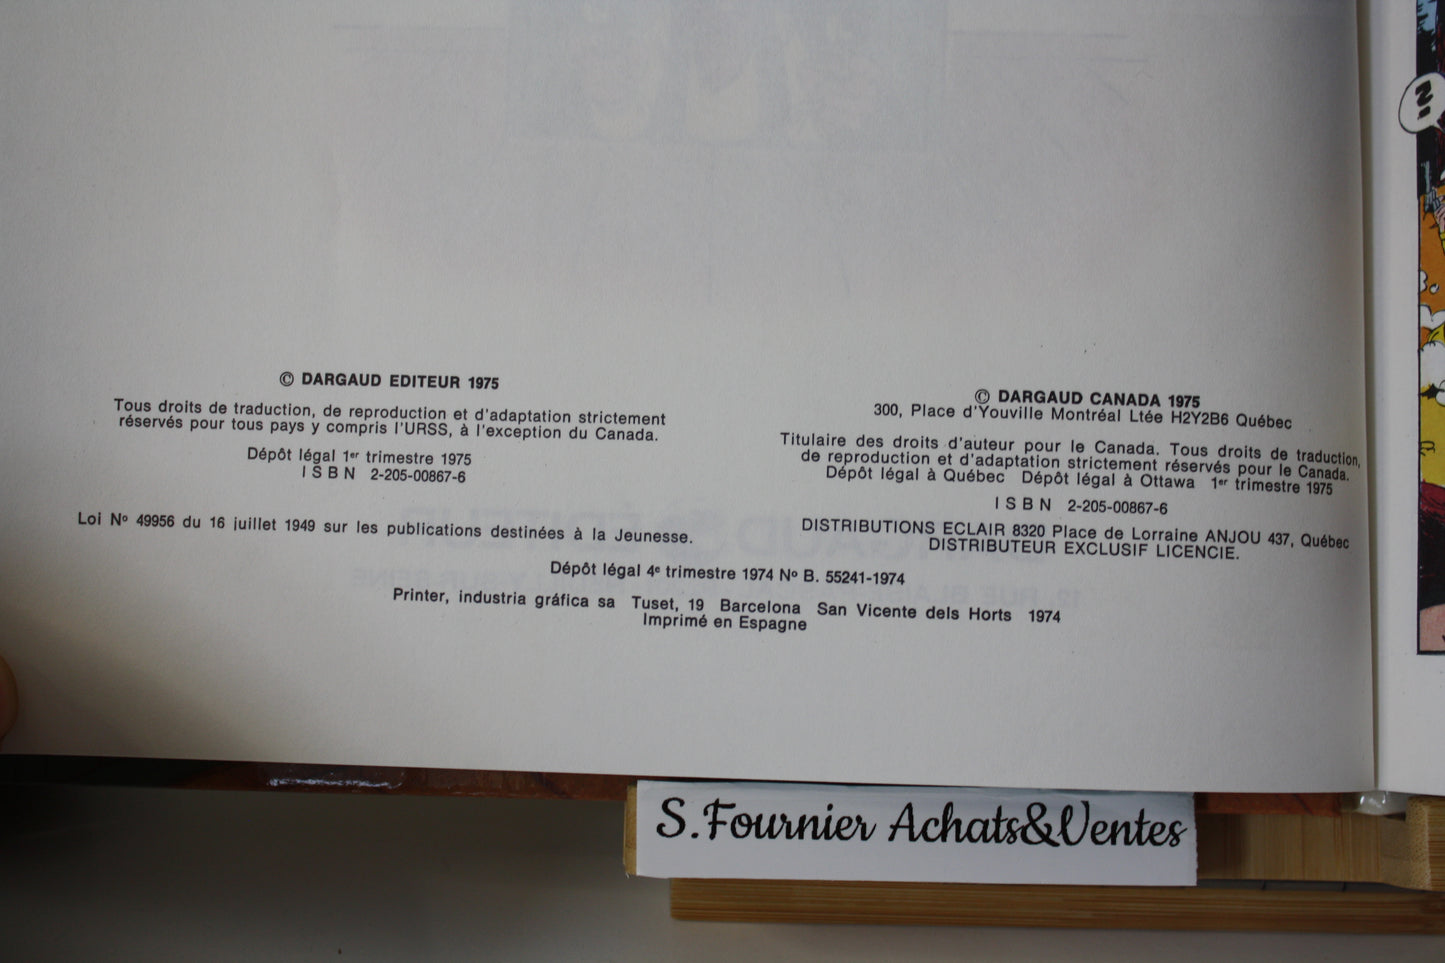 © DARGAUD EDITEUR 1975
Tous droits de traduction, de reproduction et d'adaptation strictement
réservés pour tous pays y compris l'URSS, à l'exception du Canada.
Dépôt légal 1er trimestre 1975
ISBN 2-205-00867-6
© DARGAUD CANADA 1975
300, Place d'Youville Montréal Ltée H2Y2B6 Québec
Titulaire des droits d'auteur pour le Canada. Tous droits de traduction,
de reproduction et d'adaptation strictement réservés pour le Canada.
Dépôt légal à Québec Dépôt légal à Ottawa 1er trimestre 1975
ISBN 2-205-00867-6
DISTRIBUTIONS ECLAIR 8320 Place de Lorraine ANJOU 437, Québec
DISTRIBUTEUR EXCLUSIF LICENCIE.
Loi No 49956 du 16 juillet 1949 sur les publications destinées à la Jeunesse.
Dépôt légal 4e trimestre 1974 No B. 55241-1974
Printer, industria gráfica sa Tuset, 19 Barcelona San Vicente dels Horts 1974
Imprimé en Espagne
S.Fournier Achats&Ventes